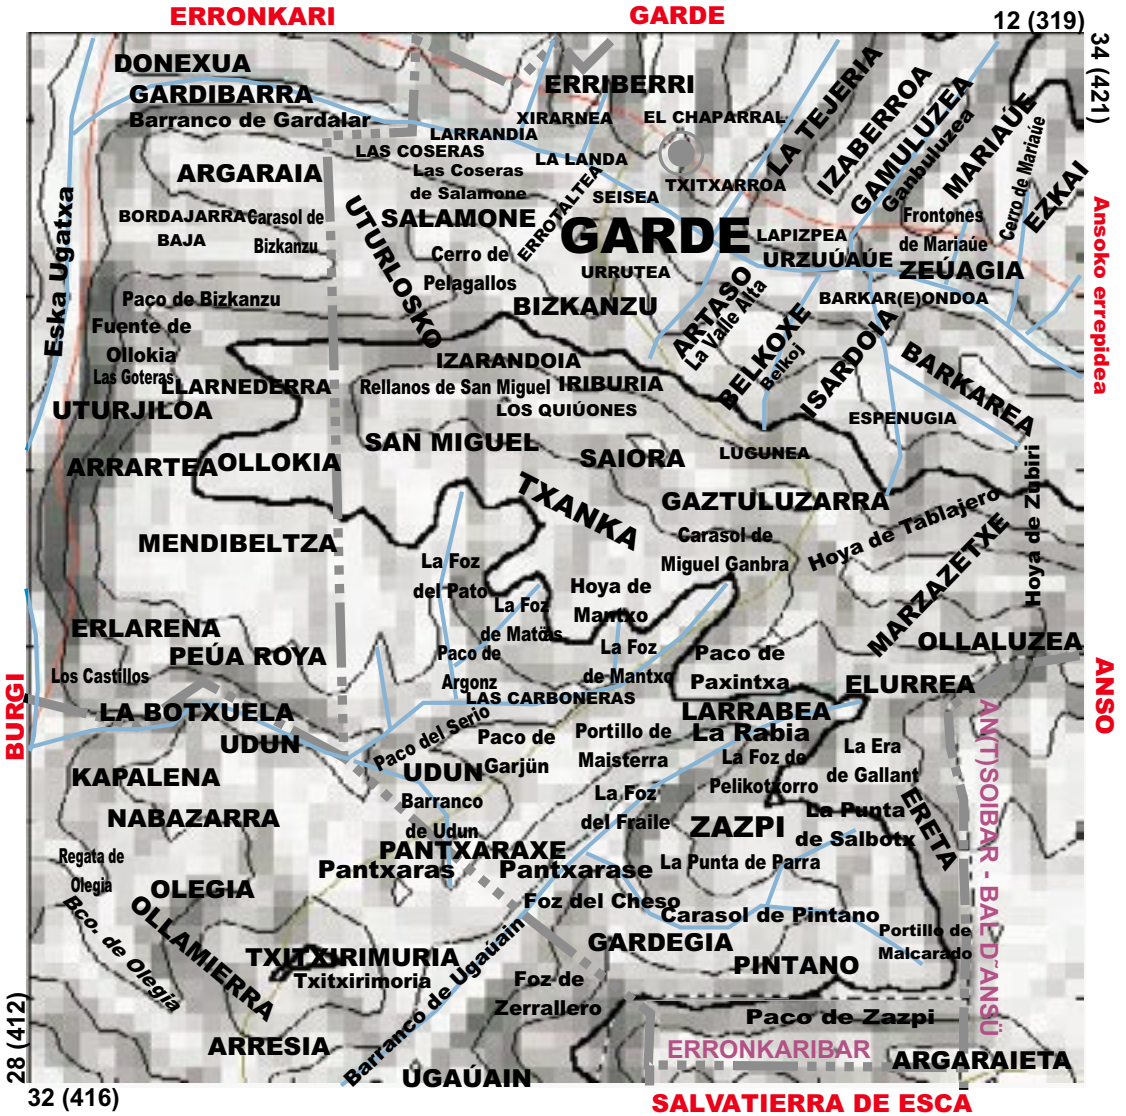 ERRONKARI
GARDE
12 (319)
34 (421)
DONEXUA
GARDIBARRA
Barranco de Gardalar
ERRIBERRI
XIRARNEA
EL CHAPARRAL
LARRANDIA
LAS COSERAS
LA LANDA
LA TEJERIA
IZABERROA
GAMULUZEA
Ganbuluzea
MARIAÚE
Cerro de Mariaúe
EZKAI
ARGARAIA
Las Coseras
de Salamone
TXITXARROA
SEISEA
ERROTALTEA
BORDAJARRA
BAJA
Carasol de
Bizkanzu
SALAMONE
UTURLOSKO
GARDE
Frontones
de Mariaúe
LAPIZPEA
URZUÚAÚE
ZEÚAGIA
Cerro de
Pelagallos
URRUTEA
Eska Ugatxa
Ansoko errepidea
Paco de Bizkanzu
BIZKANZU
ARTASO
La Valle Alta
BARKAR(E)ONDOA
Fuente de
Ollokia
Las Goteras
LLARNEDERRA
IZARANDOIA
Rellanos de San Miguel
IRIBURIA
BELKOXE
Belkoj
ISARDOIA
BARKAREA
UTURJILOA
LOS QUIÚONES
ESPENUGIA
SAN MIGUEL
SAIORA
LUGUNEA
ARRARTEA
OLLOKIA
TXANKA
GAZTULUZARRA
Hoya de Tablajero
Hoya de Zubiri
MENDIBELTZA
Carasol de
Miguel Ganbra
MARZAZETXE
La Foz
del Pato
La Foz
de Matöas
Hoya de
Mantxo
ERLARENA
PEÚA ROYA
Los Castillos
Paco de
Argonz
La Foz
de Mantxo
Paco de
Paxintxa
OLLALUZEA
ELURREA
BURGI
ANSO
LAS CARBONERAS
LA BOTXUELA
UDUN
Paco del Serio
Paco de
Garjün
Portillo de
Maisterra
LARRABEA
La Rabia
La Foz de
Pelikotxorro
La Era
de Gallant
AN(T)SOIBAR - BAL D´ANSÜ
KAPALENA
UDUN
Barranco
de Udun
NABAZARRA
La Foz
del Fraile
ZAZPI
La Punta
de Salbotx
ERETA
Regata de
Olegia
PANTXARAXE
Pantxaras
Pantxarase
La Punta de Parra
OLEGIA
Foz del Cheso
Carasol de Pintano
Bco. de Olegia
OLLAMIERRA
GARDEGIA
Portillo de
Malcarado
TXITXIRIMURIA
Txitxirimoria
Barranco de Ugaúain
Foz de
Zerrallero
PINTANO
Paco de Zazpi
ARRESIA
ERRONKARIBAR
ARGARAIETA
UGAÚAIN
28 (412)
32 (416)
SALVATIERRA DE ESCA